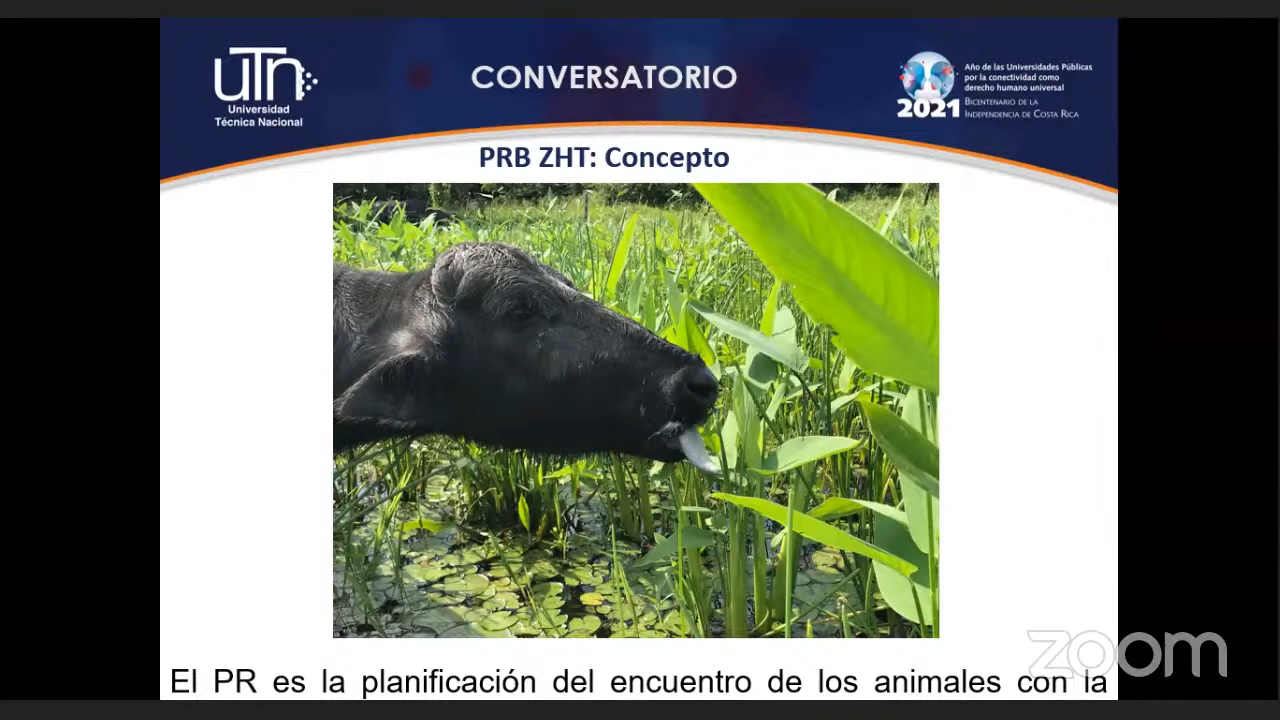 UTN
Universidad
Técnica Nacional
CONVERSATORIO
2021
Año de las Universidades Públicas
por la conectividad como
derecho humano universal
BICENTENARIO DE LA
INDEPENDENCIA DE COSTA RICA
PRB ZHT: Concepto
El PR es la planificación del encuentro de los animales con la
zoom